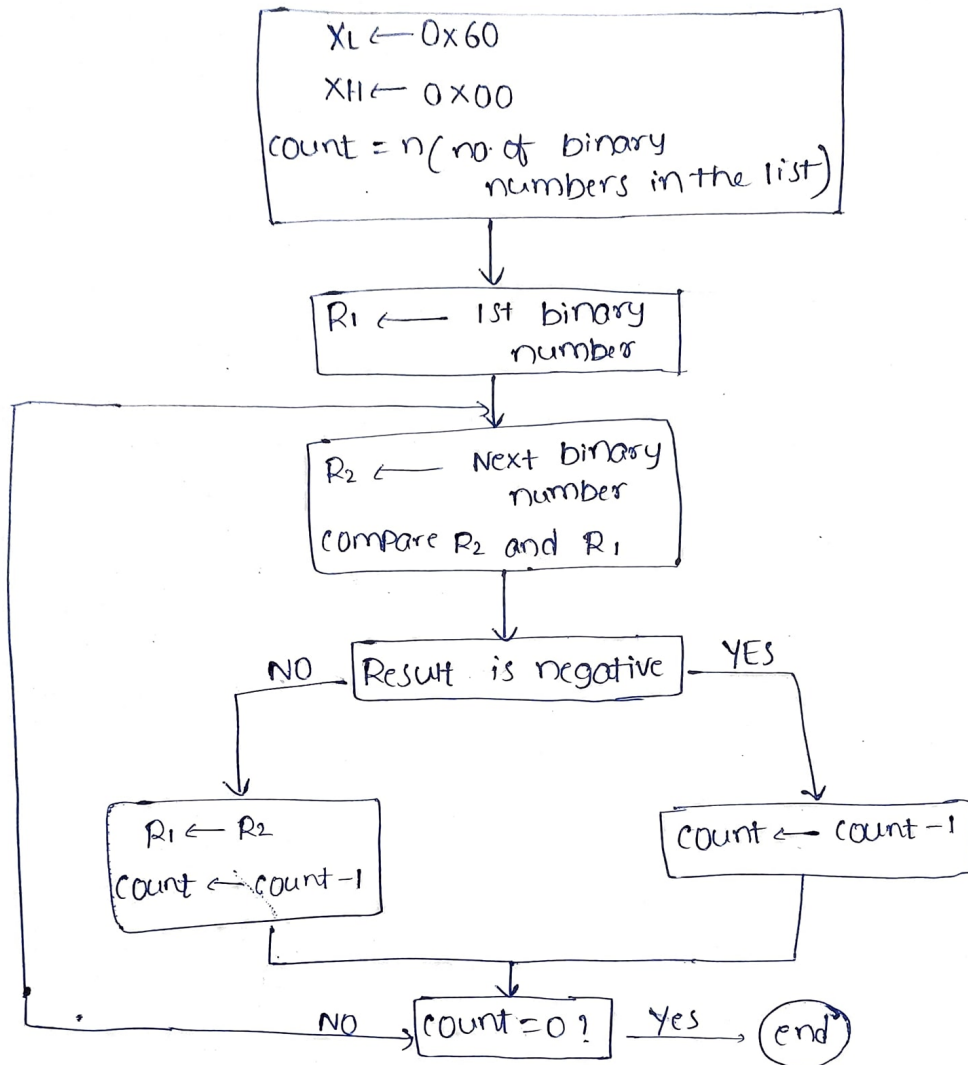 XL ← 0x60
XH ← 0x00
count = n (no. of binary
numbers in the list)
R1 ← 1st binary
number
R2 ← Next binary
number
compare R2 and R1
NO
Result is negative
YES
R1 ← R2
count ← count-1
count ← count-1
NO
count = 0 ?
Yes
end